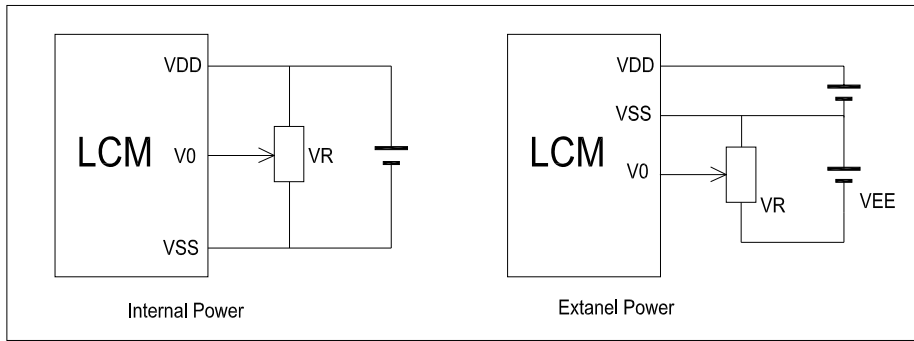 VDD
LCM
V0
VR
VSS
Internal Power
VDD
VSS
LCM
V0
VR
VEE
Extanel Power